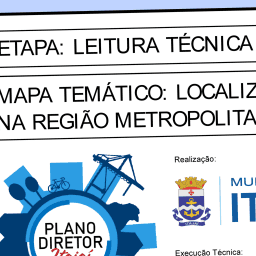 ETAPA: LEITURA TÉCNICA
MAPA TEMÁTICO: LOCALIZ
NA REGIÃO METROPOLITA
Realização:
PLANO
DIRETOR
MU
IT
Execução Técnica: